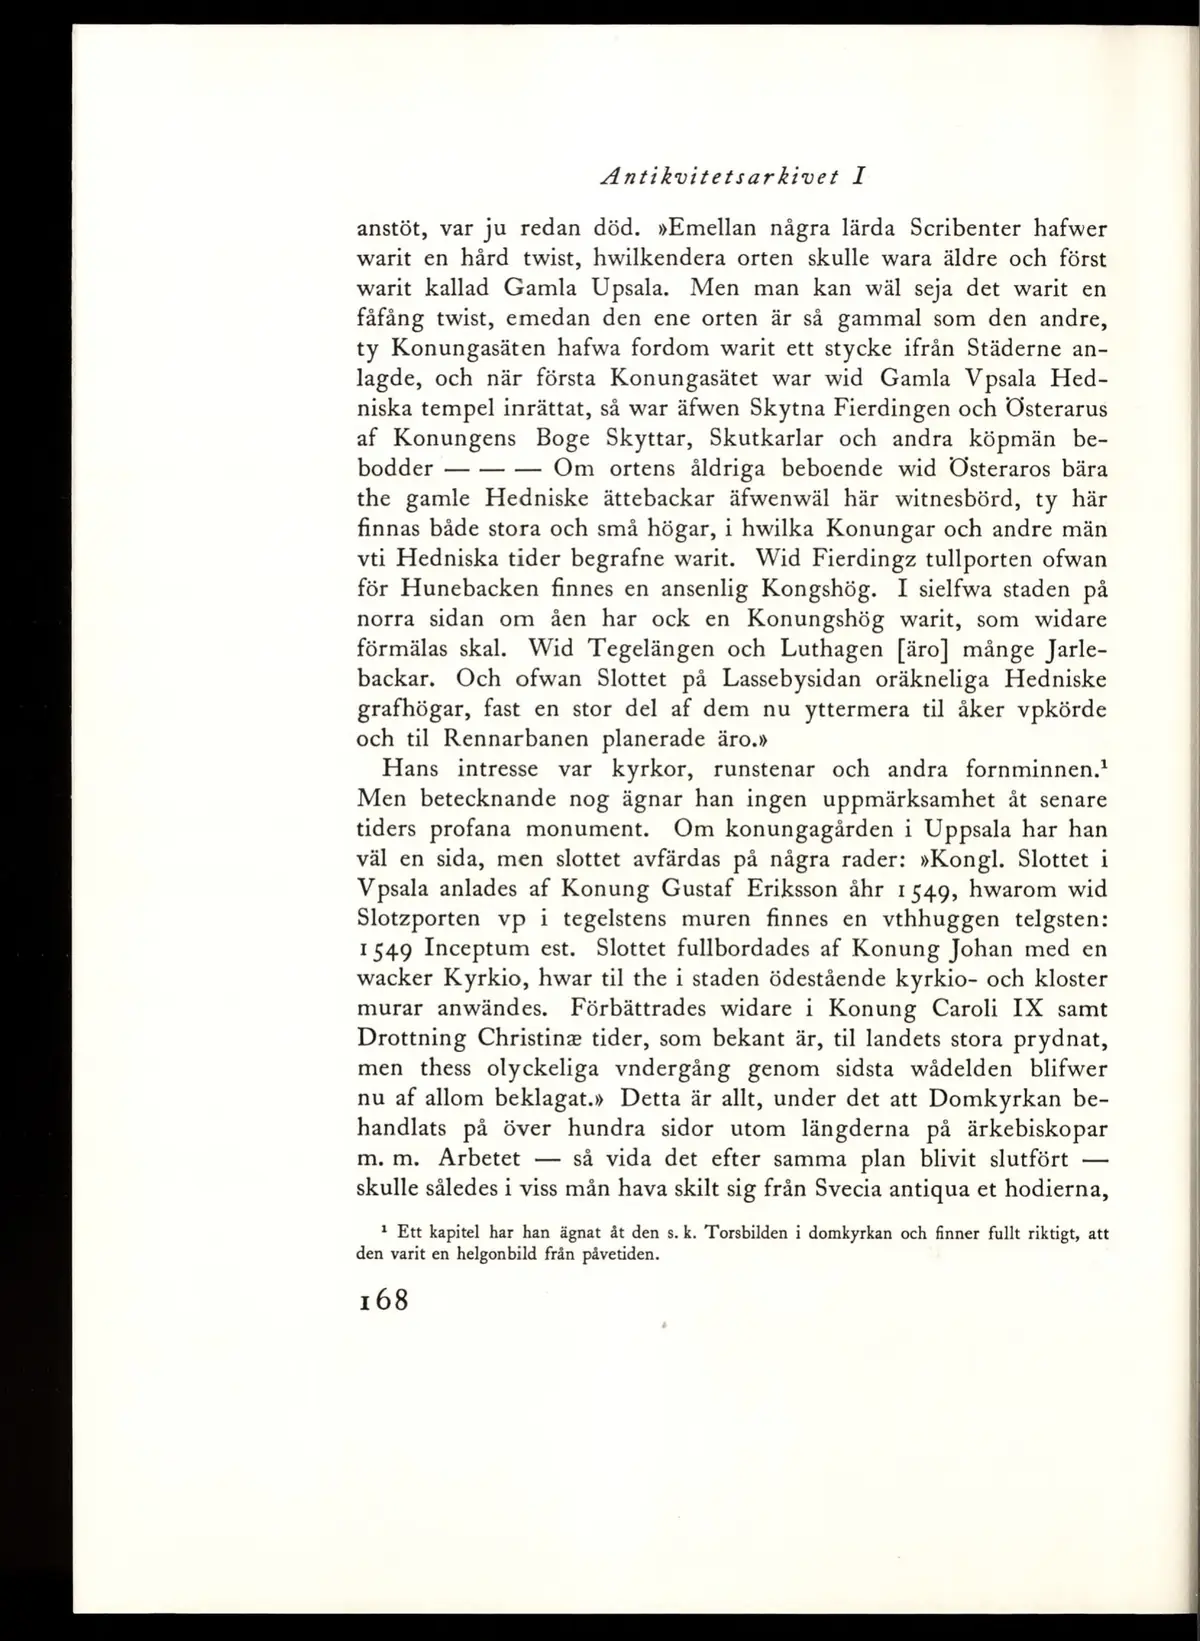 Antikvitetsarkivet I
anstöt, var ju redan död. »Emellan några lärda Scribenter hafwer
warit en hård twist, hwilkendera orten skulle wara äldre och först
warit kallad Gamla Upsala. Men man kan wäl seja det warit en
fåfång twist, emedan den ene orten är så gammal som den andre,
ty Konungasäten hafwa fordom warit ett stycke ifrån Städerne an-
lagde, och när första Konungasätet war wid Gamla Vpsala Hed-
niska tempel inrättat, så war äfwen Skytna Fierdingen och Österarus
af Konungens Boge Skyttar, Skutkarlar och andra köpmän be-
bodder — — — Om ortens åldriga beboende wid Österaros bära
the gamle Hedniske ättebackar äfwenwäl här witnesbörd, ty här
finnas både stora och små högar, i hwilka Konungar och andre män
vti Hedniska tider begrafne warit. Wid Fierdingz tullporten ofwan
för Hunebacken finnes en ansenlig Kongshög. I sielfwa staden på
norra sidan om åen har ock en Konungshög warit, som widare
förmälas skal. Wid Tegelängen och Luthagen [äro] månge Jarle-
backar. Och ofwan Slottet på Lassebysidan oräkneliga Hedniske
grafhögar, fast en stor del af dem nu yttermera til åker vpkörde
och til Rennarbanen planerade äro.»
Hans intresse var kyrkor, runstenar och andra fornminnen.¹
Men betecknande nog ägnar han ingen uppmärksamhet åt senare
tiders profana monument. Om konungagården i Uppsala har han
väl en sida, men slottet avfärdas på några rader: »Kongl. Slottet i
Vpsala anlades af Konung Gustaf Eriksson åhr 1549, hwarom wid
Slotzporten vp i tegelstens muren finnes en vthhuggen telgsten:
1549 Inceptum est. Slottet fullbordades af Konung Johan med en
wacker Kyrkio, hwar til the i staden ödestående kyrkio- och kloster
murar anwändes. Förbättrades widare i Konung Caroli IX samt
Drottning Christinæ tider, som bekant är, til landets stora prydnat,
men thess olyckeliga vndergång genom sidsta wådelden blifwer
nu af allom beklagat.» Detta är allt, under det att Domkyrkan be-
handlats på över hundra sidor utom längderna på ärkebiskopar
m. m. Arbetet — så vida det efter samma plan blivit slutfört —
skulle således i viss mån hava skilt sig från Svecia antiqua et hodierna,
¹ Ett kapitel har han ägnat åt den s. k. Torsbilden i domkyrkan och finner fullt riktigt, att
den varit en helgonbild från påvetiden.
168